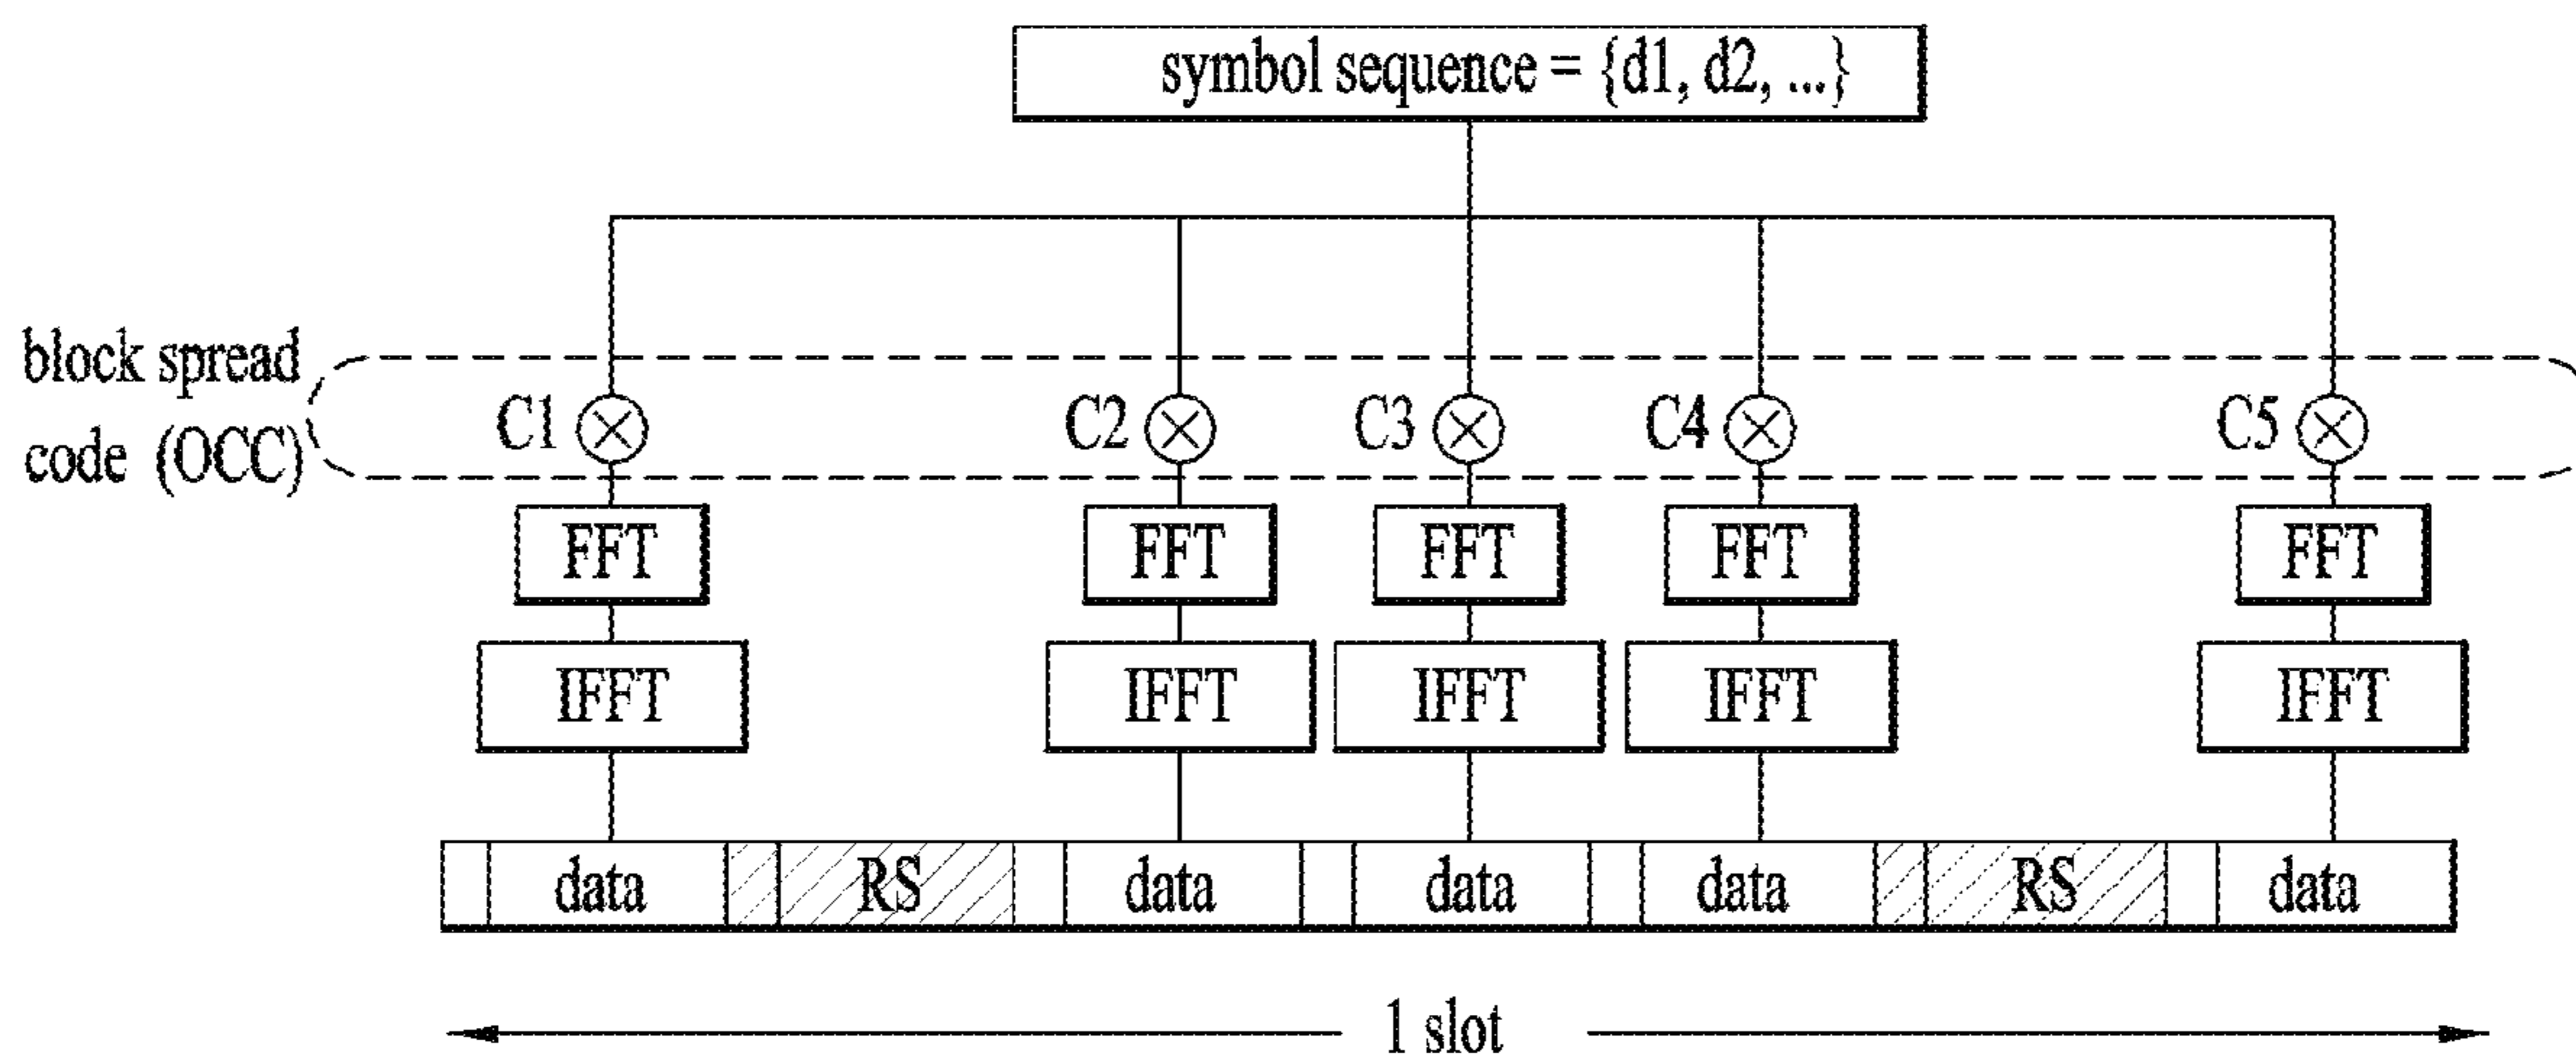 symbol sequence = {d1, d2, ...}
block spread
code (OCC)
C1 C2 C3 C4 C5
FFT FFT FFT FFT FFT
IFFT IFFT IFFT IFFT IFFT
data RS data data data RS data
1 slot